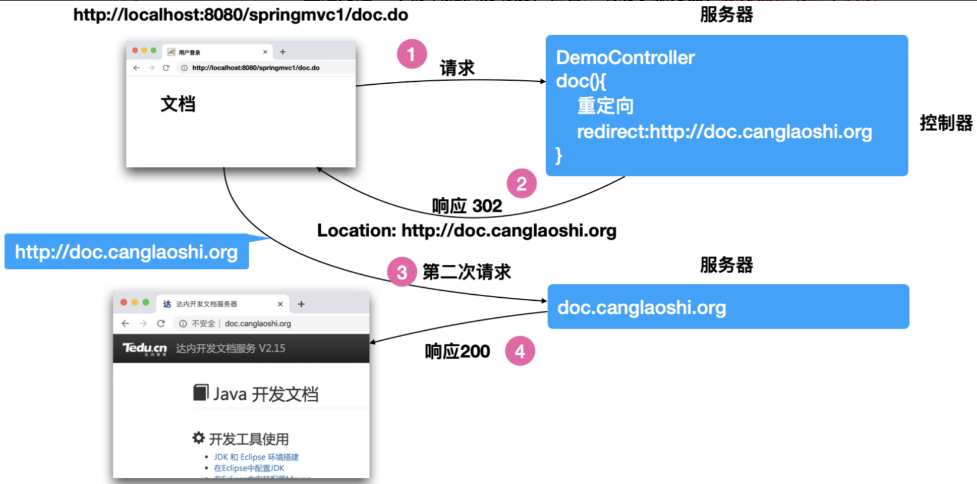 http://localhost:8080/springmvc1/doc.do
服务器
用户登录
http://localhost:8080/springmvc1/doc.do
文档
1
请求
DemoController
doc(){
重定向
redirect:http://doc.canglaoshi.org
}
控制器
2
响应 302
Location: http://doc.canglaoshi.org
http://doc.canglaoshi.org
3
第二次请求
服务器
doc.canglaoshi.org
响应200
4
达 达内开发文档服务器
不安全 | doc.canglaoshi.org
Tedu.cn
达内开发文档服务 V2.15
Java 开发文档
开发工具使用
JDK 和 Eclipse 环境搭建
在Eclipse中配置JDK